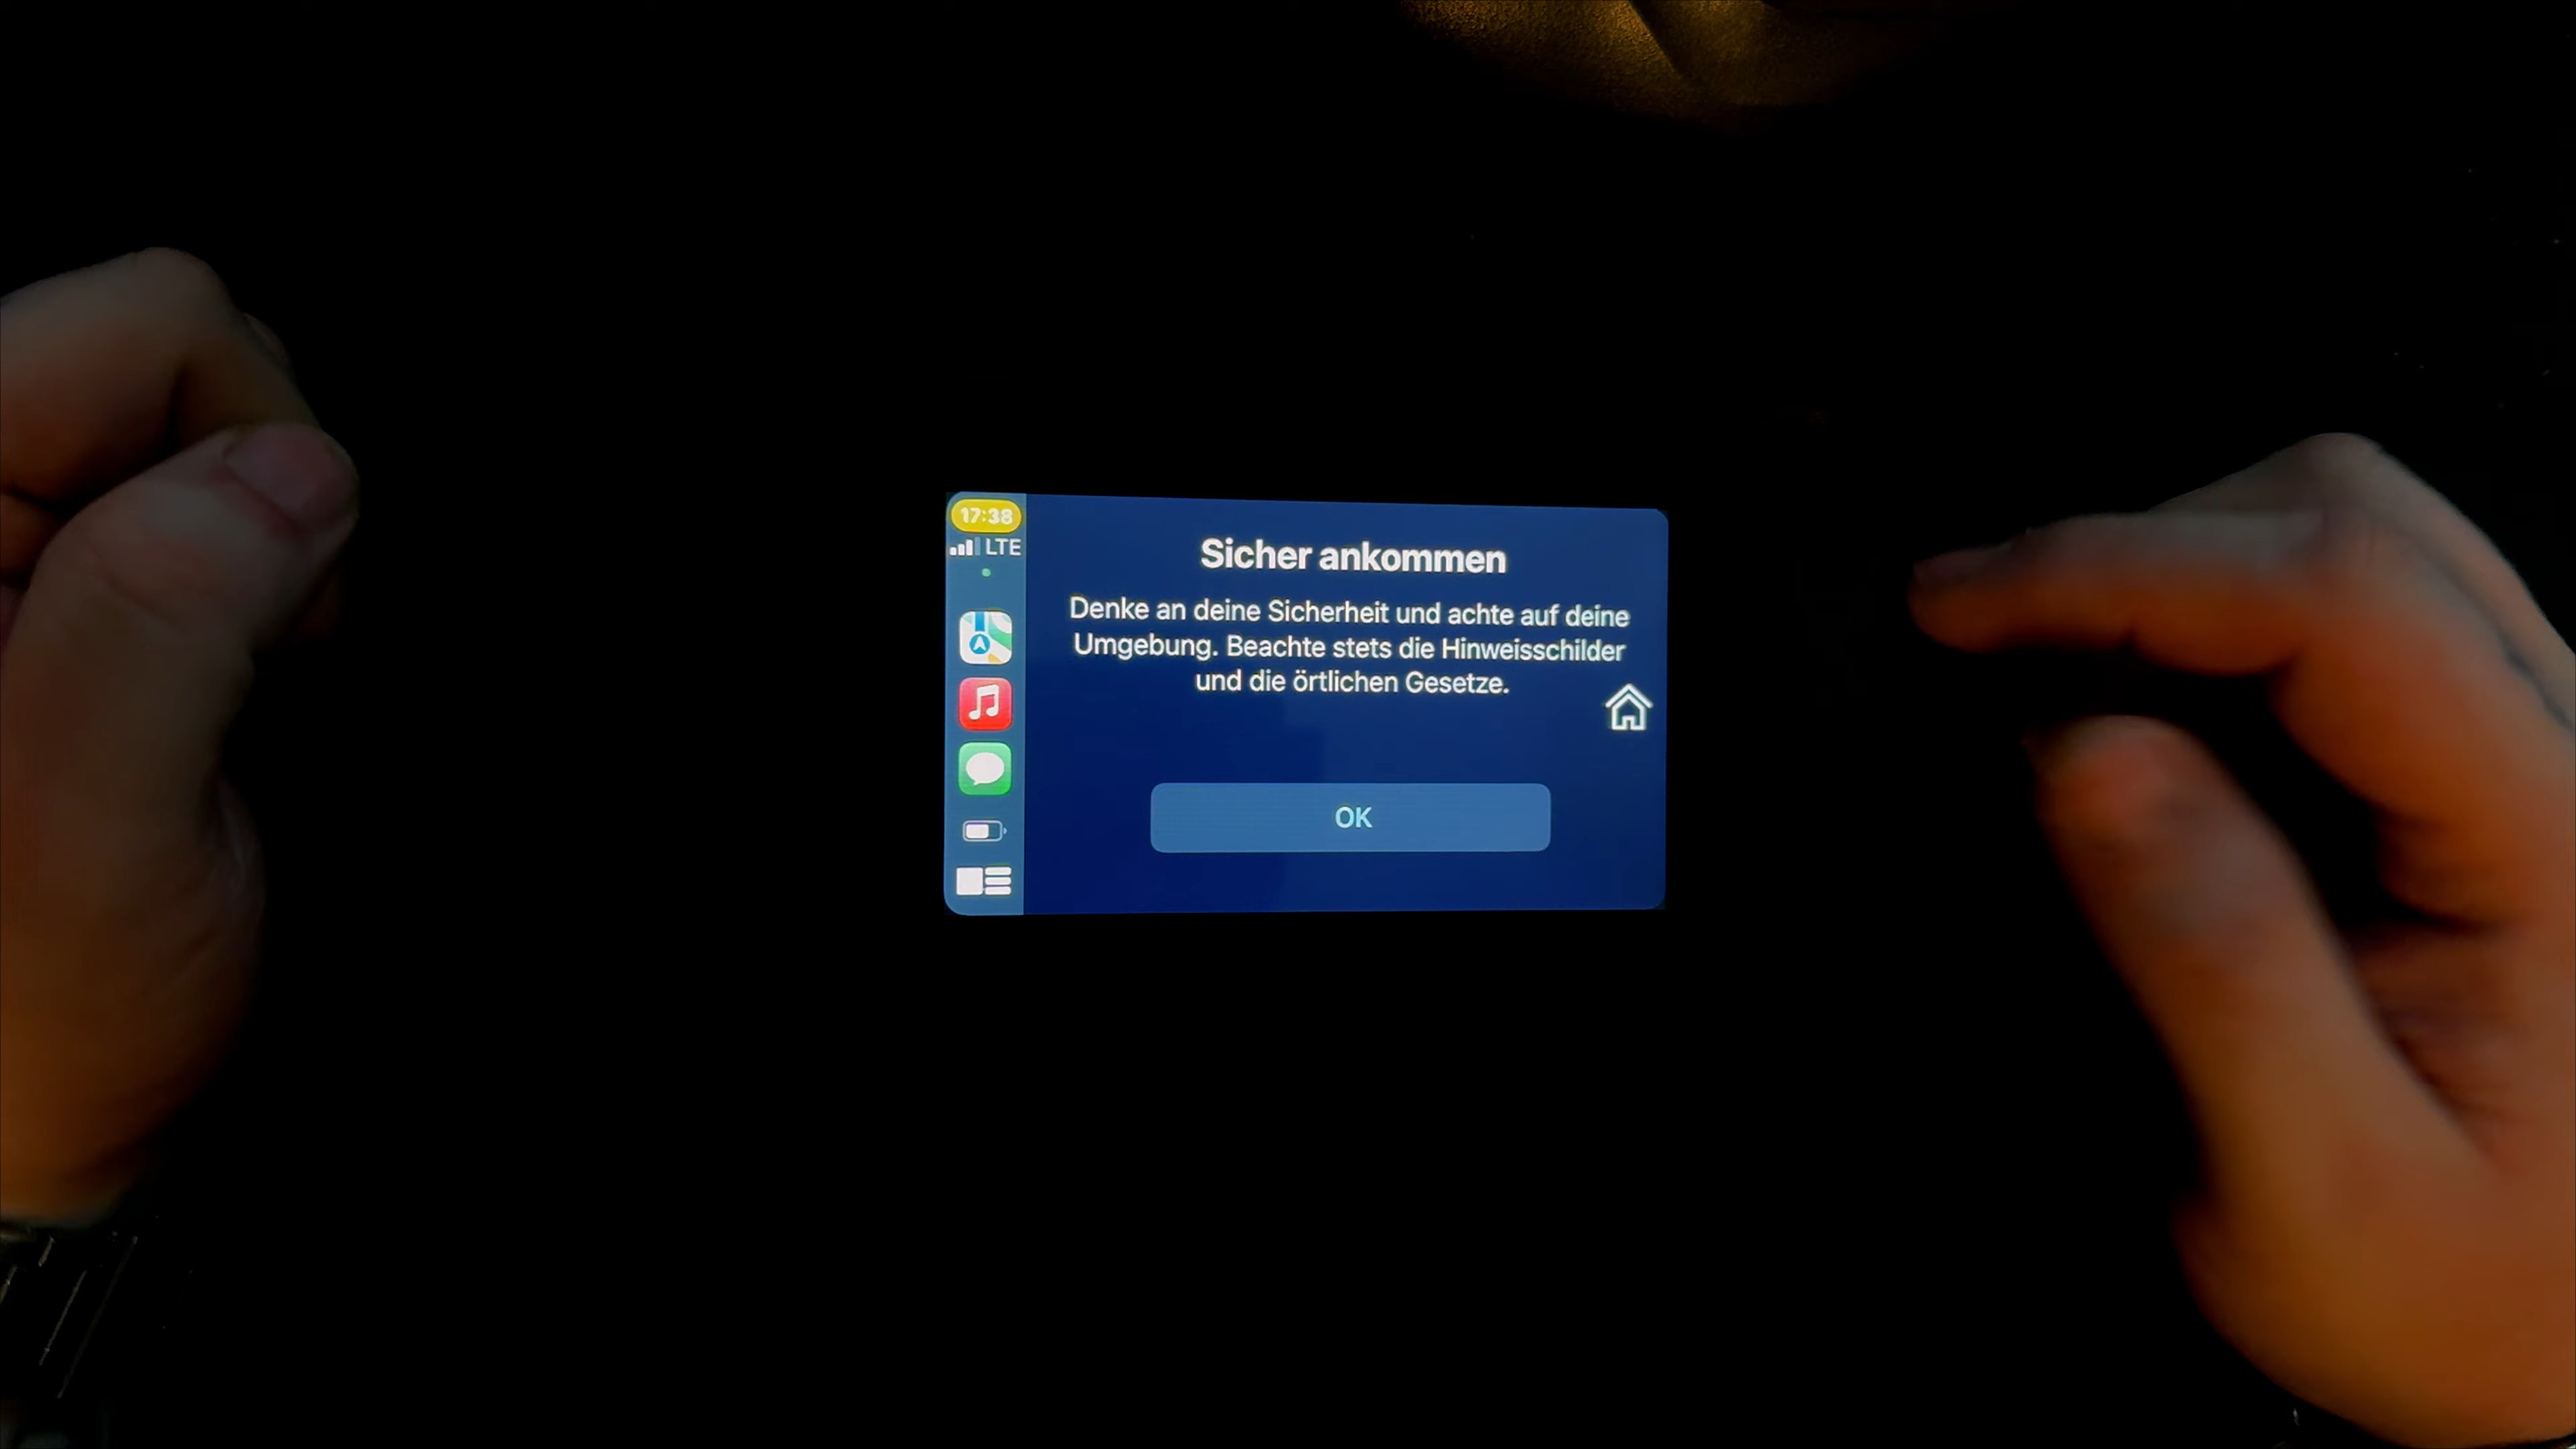 17:38
LTE
Sicher ankommen
Denke an deine Sicherheit und achte auf deine
Umgebung. Beachte stets die Hinweisschilder
und die örtlichen Gesetze.
OK